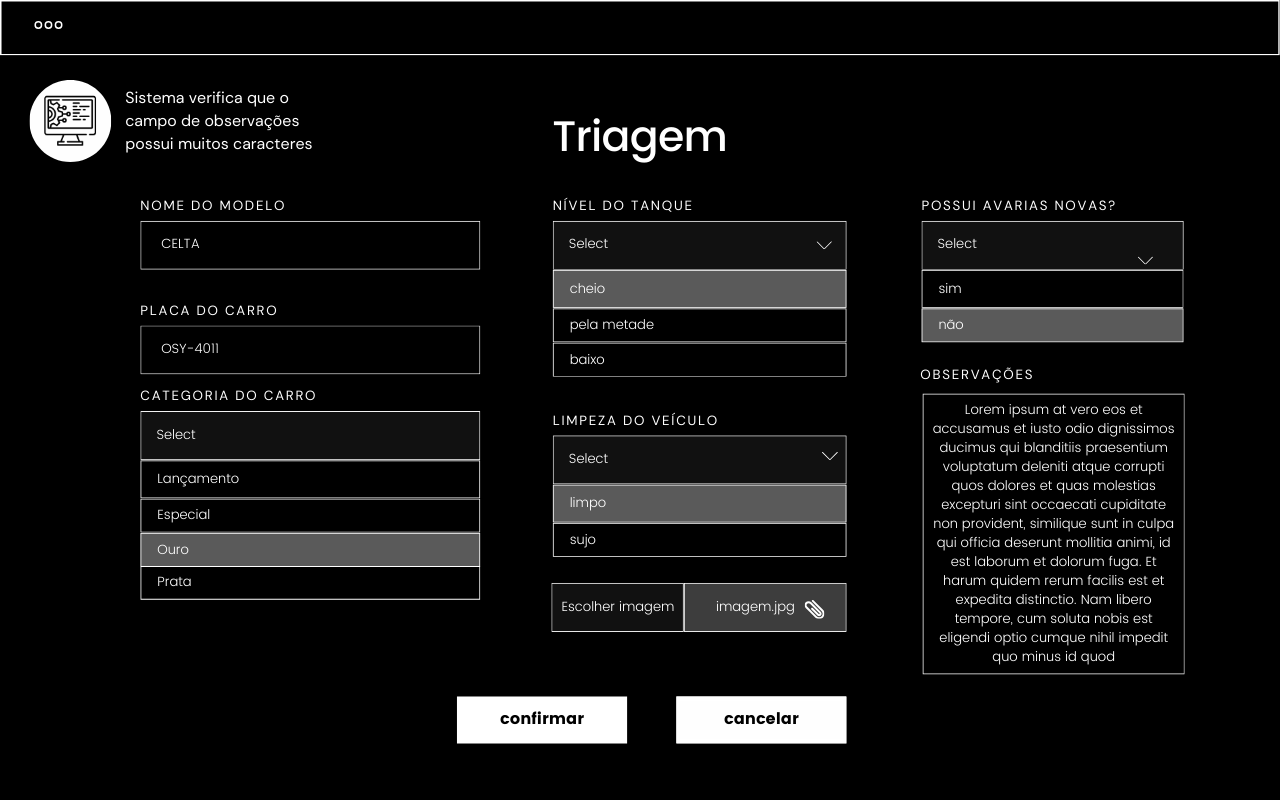 Sistema verifica que o
campo de observações
possui muitos caracteres
Triagem
NOME DO MODELO
CELTA
PLACA DO CARRO
OSY-4011
CATEGORIA DO CARRO
Select
Lançamento
Especial
Ouro
Prata
NÍVEL DO TANQUE
Select
cheio
pela metade
baixo
LIMPEZA DO VEÍCULO
Select
limpo
sujo
Escolher imagem
imagem.jpg
POSSUI AVARIAS NOVAS?
Select
sim
não
OBSERVAÇÕES
Lorem ipsum at vero eos et
accusamus et iusto odio dignissimos
ducimus qui blanditiis praesentium
voluptatum deleniti atque corrupti
quos dolores et quas molestias
excepturi sint occaecati cupiditate
non provident, similique sunt in culpa
qui officia deserunt mollitia animi, id
est laborum et dolorum fuga. Et
harum quidem rerum facilis est et
expedita distinctio. Nam libero
tempore, cum soluta nobis est
eligendi optio cumque nihil impedit
quo minus id quod
confirmar
cancelar